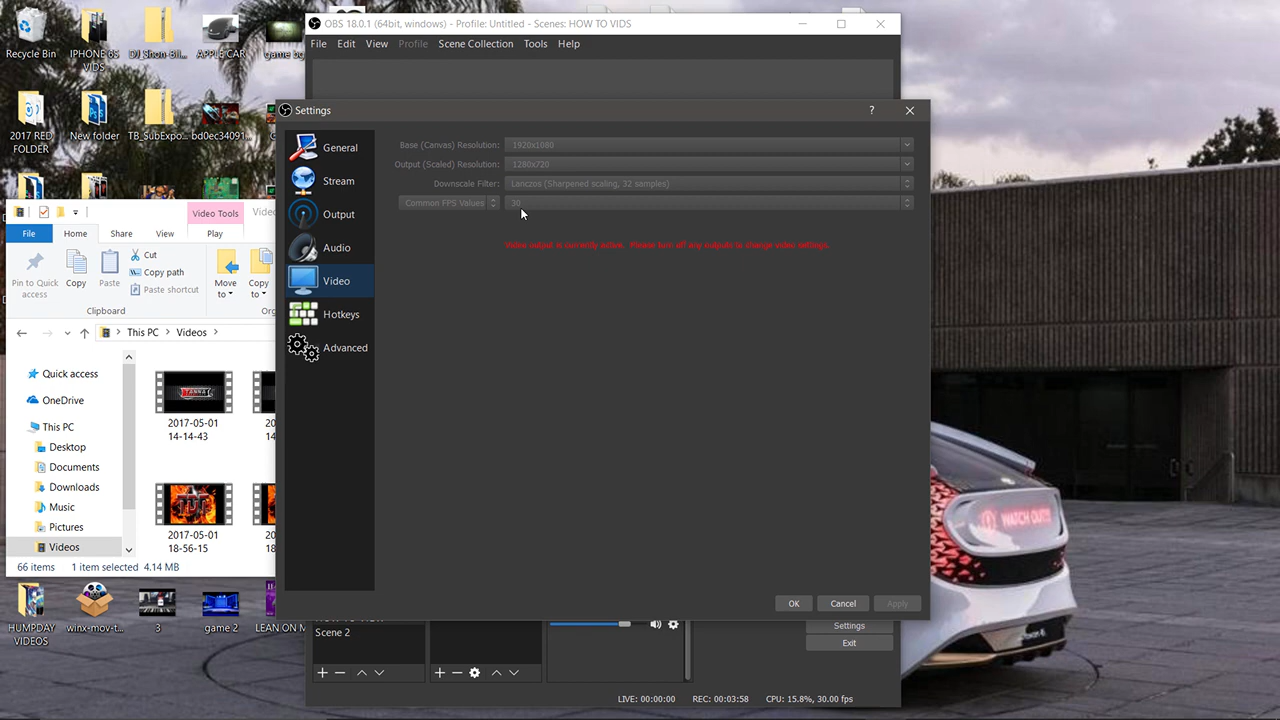 Recycle Bin
IPHONE 6S
VIDS
DJ_Shon-Bli...
APPLE CAR
game bg
2017 RED
FOLDER
New folder
TB_SubExpo...
bd0ec34091...
OBS 18.0.1 (64bit, windows) - Profile: Untitled - Scenes: HOW TO VIDS
File Edit View Profile Scene Collection Tools Help
Settings
?
General
Stream
Output
Audio
Video
Hotkeys
Advanced
Base (Canvas) Resolution: 1920x1080
Output (Scaled) Resolution: 1280x720
Downscale Filter: Lanczos (Sharpened scaling, 32 samples)
Common FPS Values 30
Video output is currently active. Please turn off any outputs to change video settings.
OK Cancel Apply
Video Tools
File Home Share View Play
Pin to Quick
access
Copy
Paste
Cut
Copy path
Paste shortcut
Move
to
Copy
to
Clipboard
This PC > Videos >
Quick access
OneDrive
This PC
Desktop
Documents
Downloads
Music
Pictures
Videos
2017-05-01
14-14-43
2017-05-01
18-56-15
66 items 1 item selected 4.14 MB
HUMPDAY
VIDEOS
winx-mov-t...
3
game 2
LEAN ON M
Scene 2
Settings
Exit
LIVE: 00:00:00 REC: 00:03:58 CPU: 15.8%, 30.00 fps
WATCH OUT!